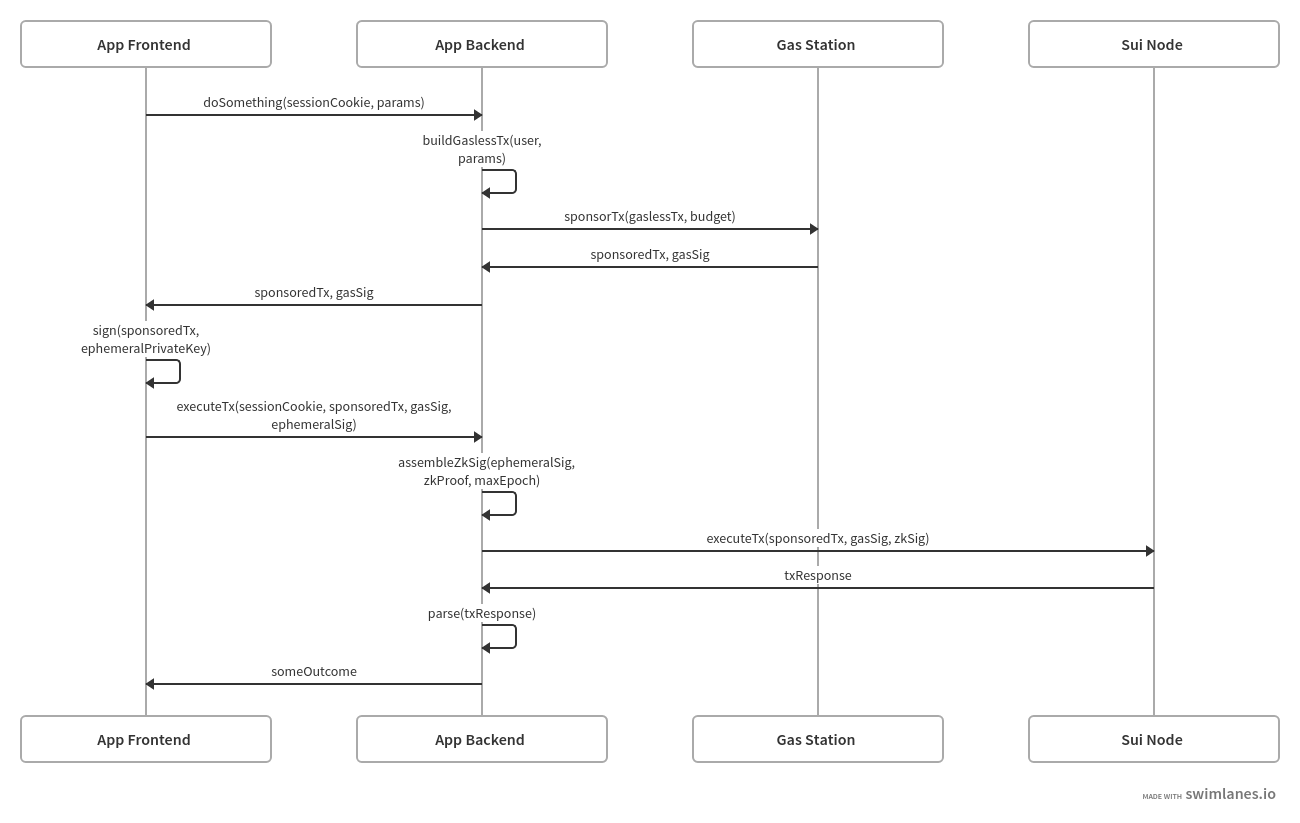 App Frontend
App Backend
Gas Station
Sui Node
doSomething(sessionCookie, params)
buildGaslessTx(user,
params)
sponsorTx(gaslessTx, budget)
sponsoredTx, gasSig
sponsoredTx, gasSig
sign(sponsoredTx,
ephemeralPrivateKey)
executeTx(sessionCookie, sponsoredTx, gasSig,
ephemeralSig)
assembleZkSig(ephemeralSig,
zkProof, maxEpoch)
executeTx(sponsoredTx, gasSig, zkSig)
txResponse
parse(txResponse)
someOutcome
App Frontend
App Backend
Gas Station
Sui Node
MADE WITH swimlanes.io